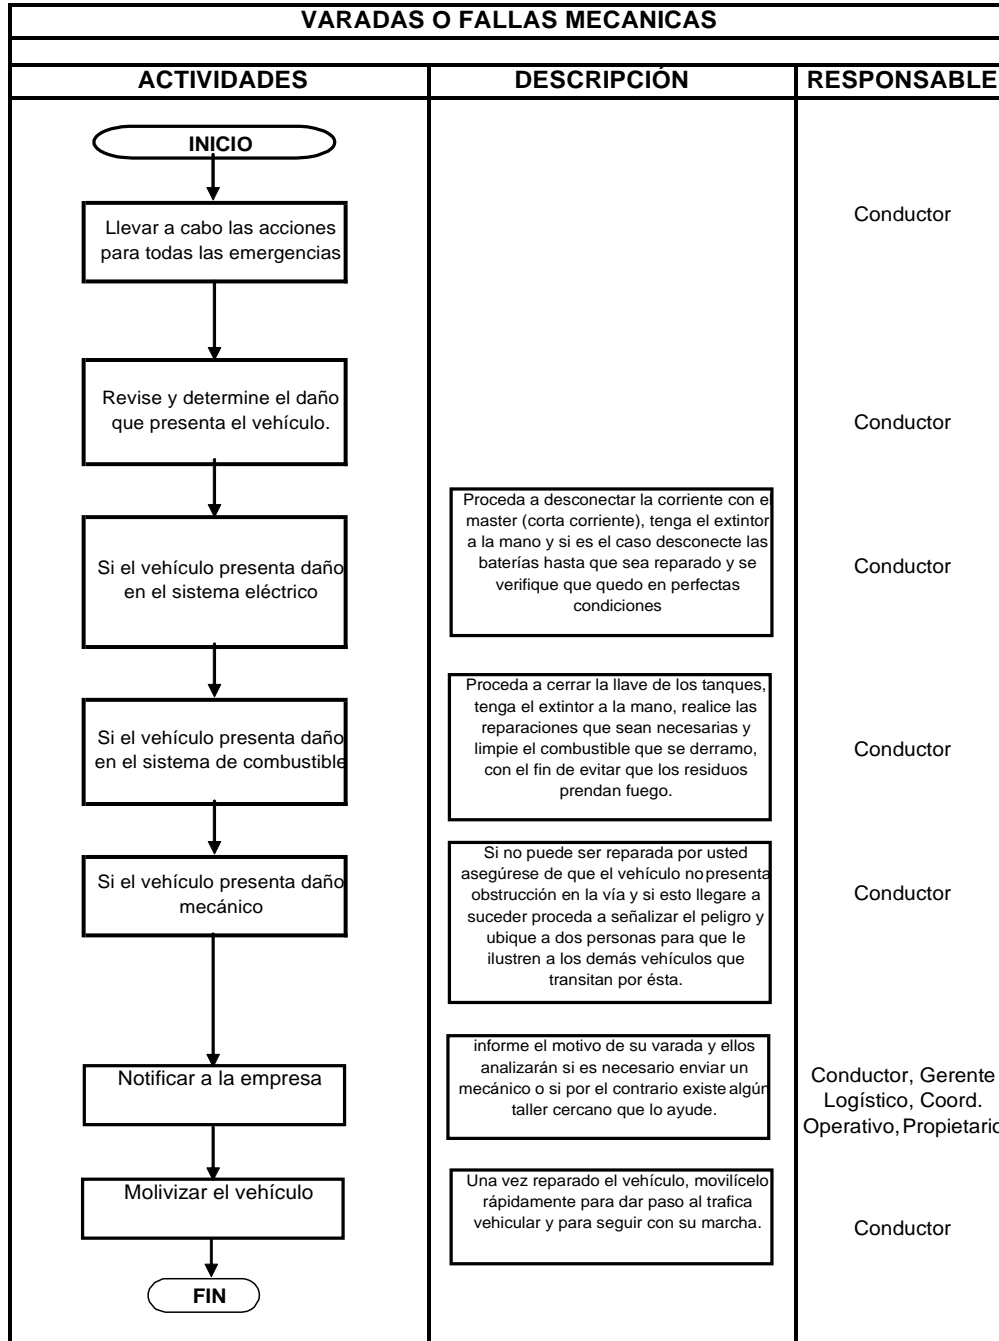 VARADAS O FALLAS MECANICAS
ACTIVIDADES
DESCRIPCIÓN
RESPONSABLE
INICIO
Llevar a cabo las acciones
para todas las emergencias
Conductor
Revise y determine el daño
que presenta el vehículo.
Conductor
Si el vehículo presenta daño
en el sistema eléctrico
Proceda a desconectar la corriente con el
master (corta corriente), tenga el extintor
a la mano y si es el caso desconecte las
baterías hasta que sea reparado y se
verifique que quedo en perfectas
condiciones
Conductor
Si el vehículo presenta daño
en el sistema de combustible
Proceda a cerrar la llave de los tanques,
tenga el extintor a la mano, realice las
reparaciones que sean necesarias y
limpie el combustible que se derramo,
con el fin de evitar que los residuos
prendan fuego.
Conductor
Si el vehículo presenta daño
mecánico
Si no puede ser reparada por usted
asegúrese de que el vehículo no presenta
obstrucción en la vía y si esto llegare a
suceder proceda a señalizar el peligro y
ubique a dos personas para que le
ilustren a los demás vehículos que
transitan por ésta.
Conductor
Notificar a la empresa
informe el motivo de su varada y ellos
analizarán si es necesario enviar un
mecánico o si por el contrario existe algún
taller cercano que lo ayude.
Conductor, Gerente
Logístico, Coord.
Operativo, Propietario
Molivizar el vehículo
Una vez reparado el vehículo, movilícelo
rápidamente para dar paso al trafica
vehicular y para seguir con su marcha.
Conductor
FIN